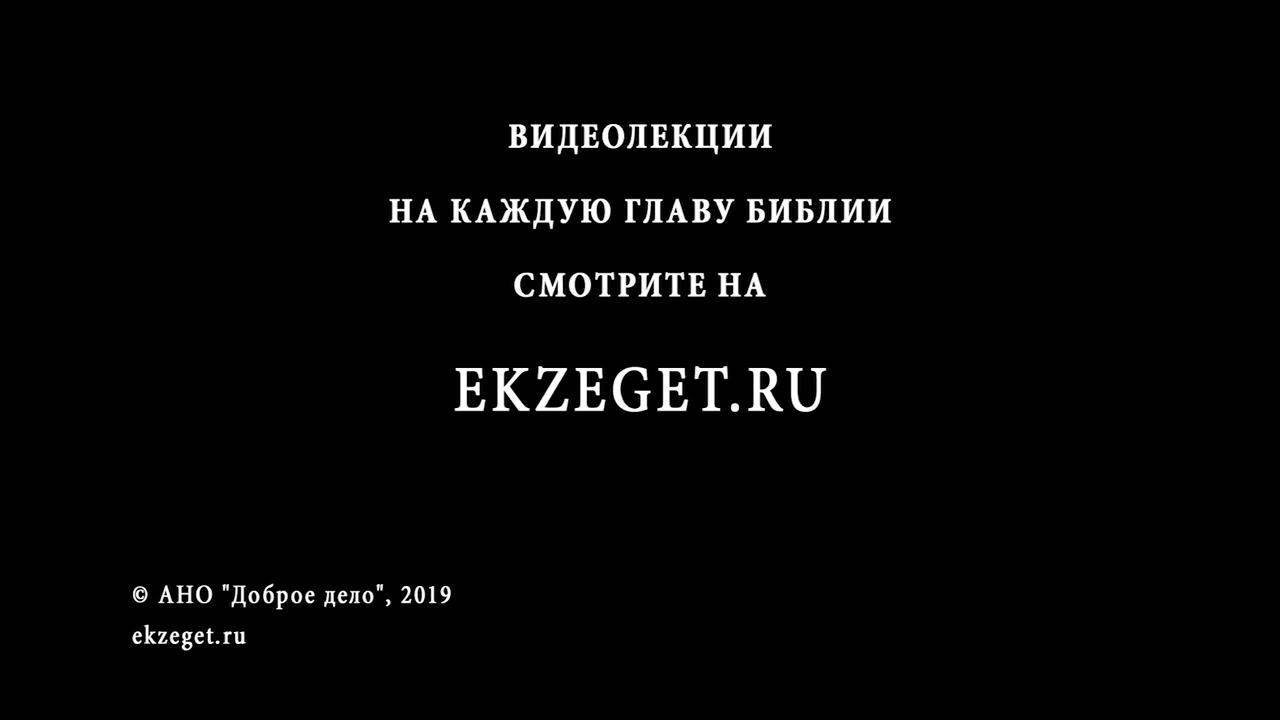 ВИДЕОЛЕКЦИИ
НА КАЖДУЮ ГЛАВУ БИБЛИИ
СМОТРИТЕ НА
EKZEGET.RU
© АНО "Доброе дело", 2019
ekzeget.ru